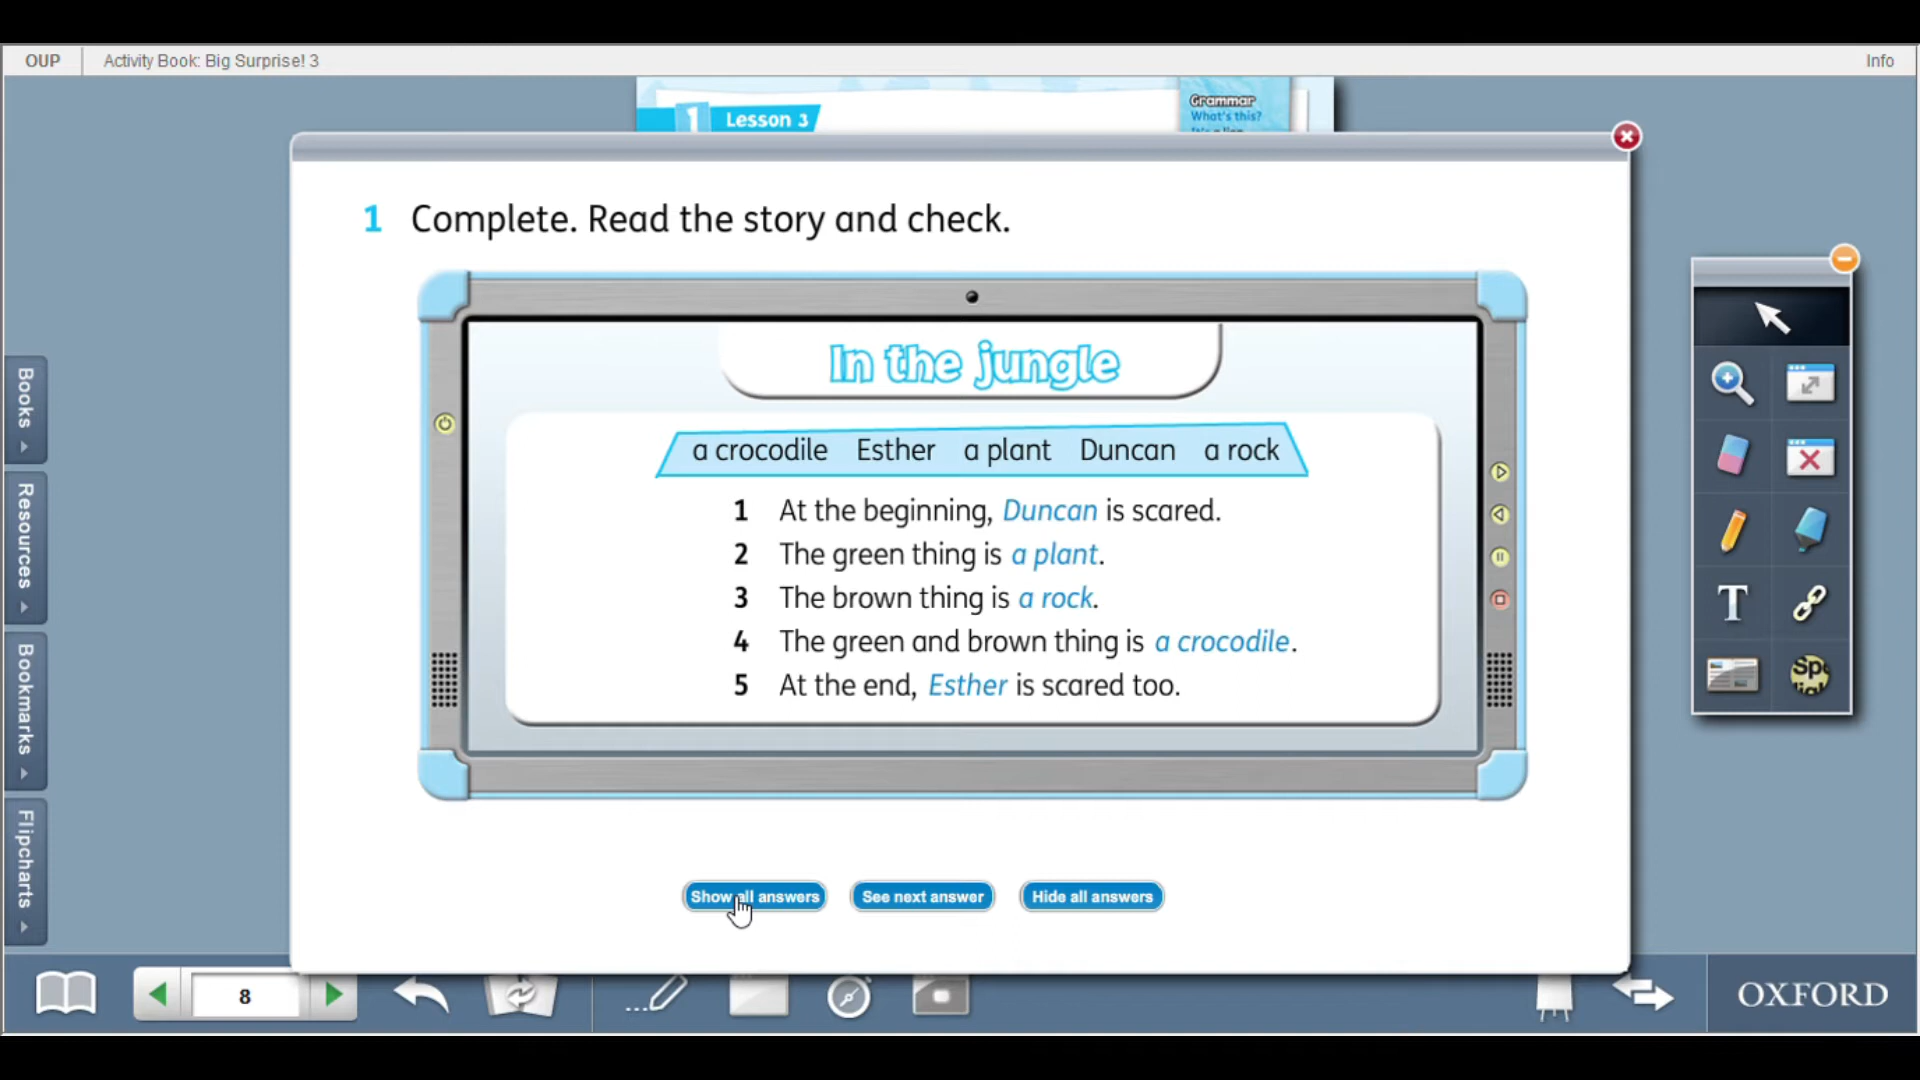 OUP Activity Book: Big Surprise! 3 Info
1 Lesson 3
Grammar
What's this?
1 Complete. Read the story and check.
In the jungle
a crocodile Esther a plant Duncan a rock
1 At the beginning, Duncan is scared.
2 The green thing is a plant.
3 The brown thing is a rock.
4 The green and brown thing is a crocodile.
5 At the end, Esther is scared too.
Show all answers See next answer Hide all answers
Books
Resources
Bookmarks
Flipcharts
T
8
OXFORD